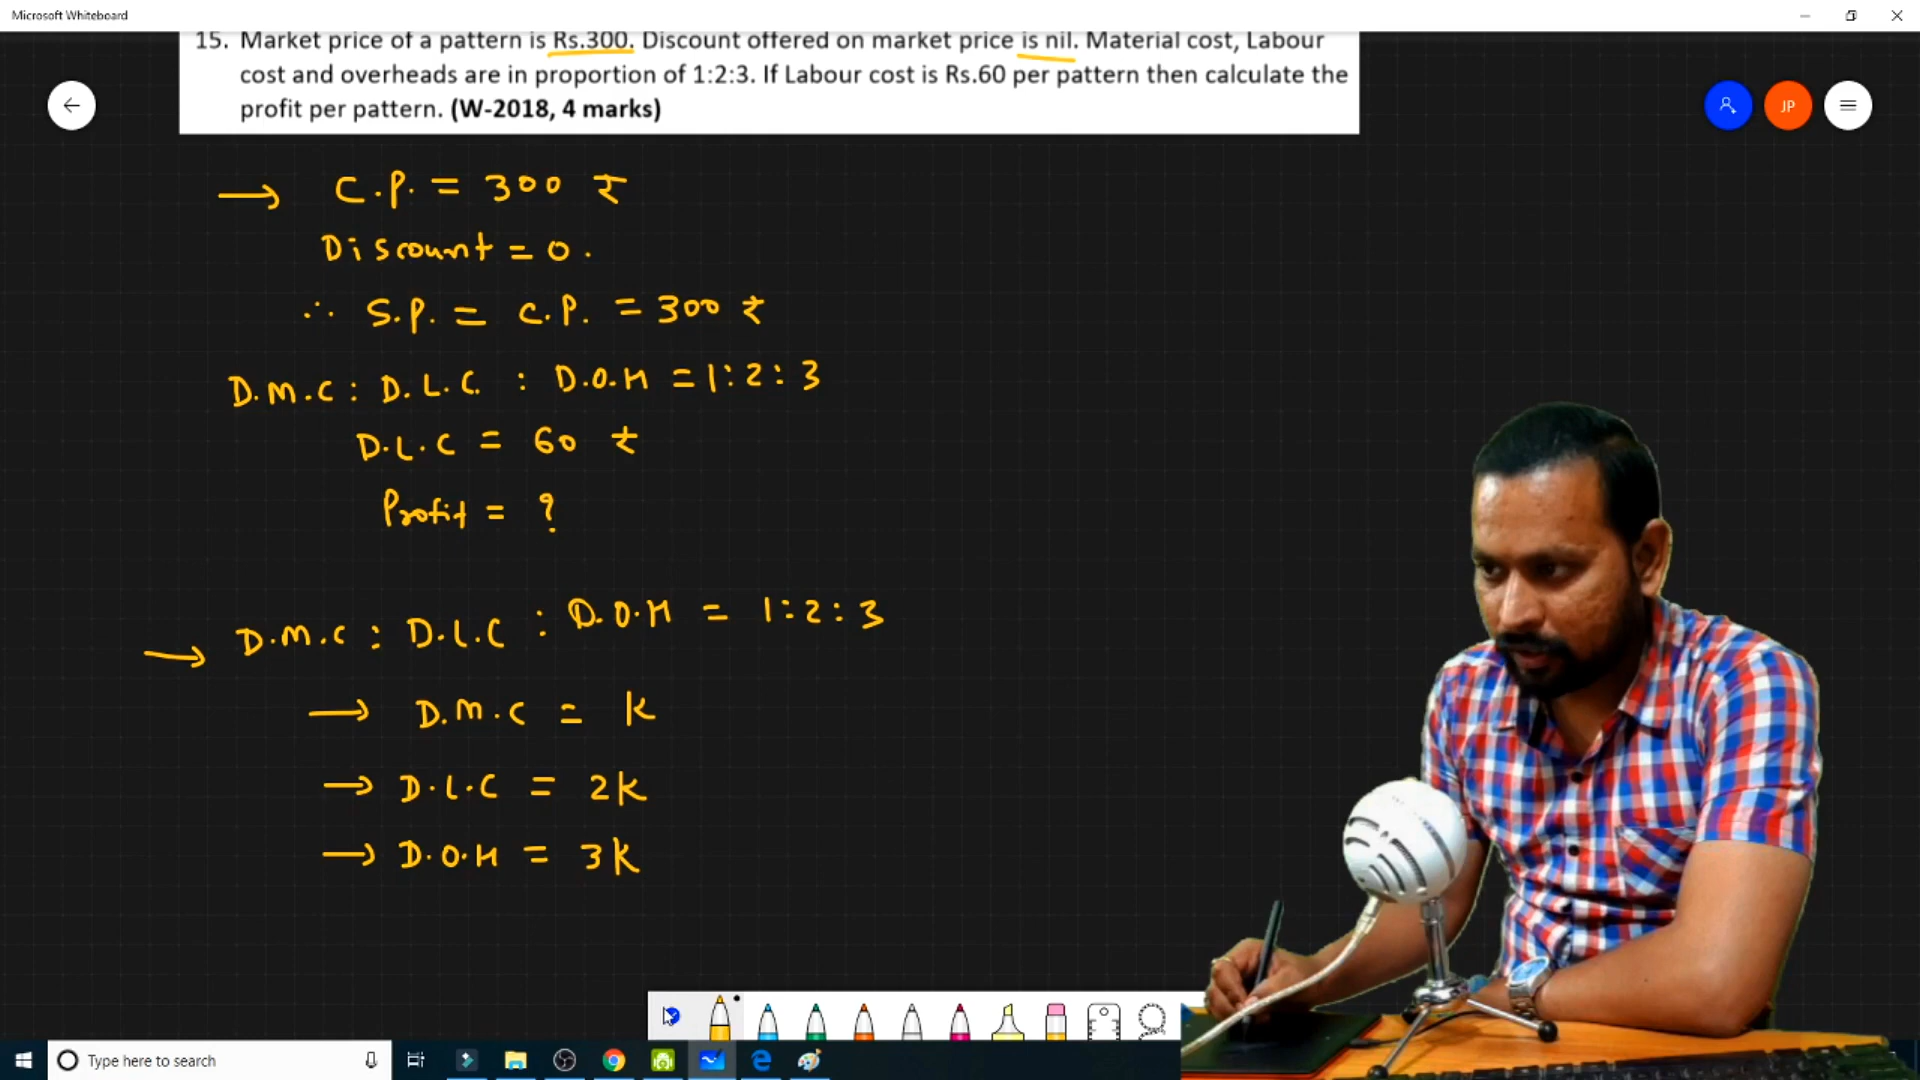 Microsoft Whiteboard
15. Market price of a pattern is Rs.300. Discount offered on market price is nil. Material cost, Labour
cost and overheads are in proportion of 1:2:3. If Labour cost is Rs.60 per pattern then calculate the
profit per pattern. (W-2018, 4 marks)
JP
→ C.P. = 300 ₹
Discount = 0.
∴ S.P. = C.P. = 300 ₹
D.M.C : D.L.C. : D.O.H = 1:2:3
D.L.C = 60 ₹
Profit = ?
→ D.M.C : D.L.C : D.O.H = 1:2:3
→ D.M.C = K
→ D.L.C = 2K
→ D.O.H = 3K
Type here to search